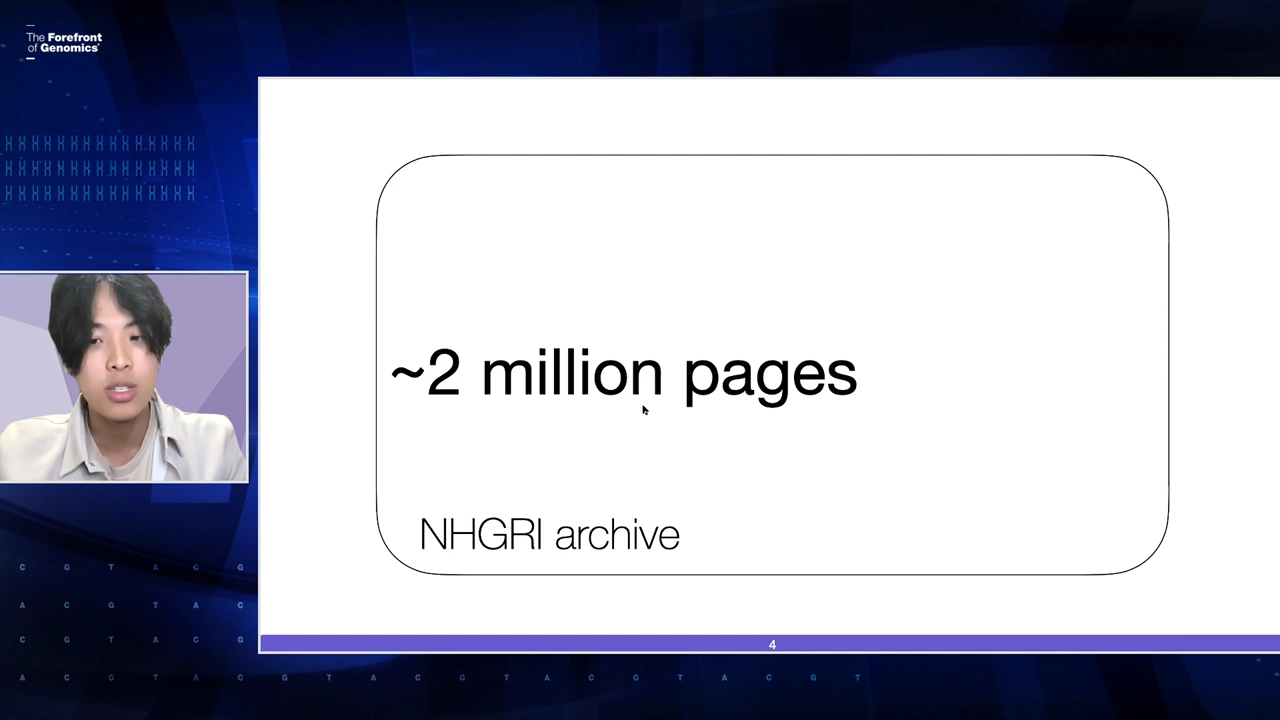 The Forefront
of Genomics®
~2 million pages
NHGRI archive
4
C G T A C G
A C G T A C
C G T A C G
A C G T A C G T A C G T A C G T A C G T